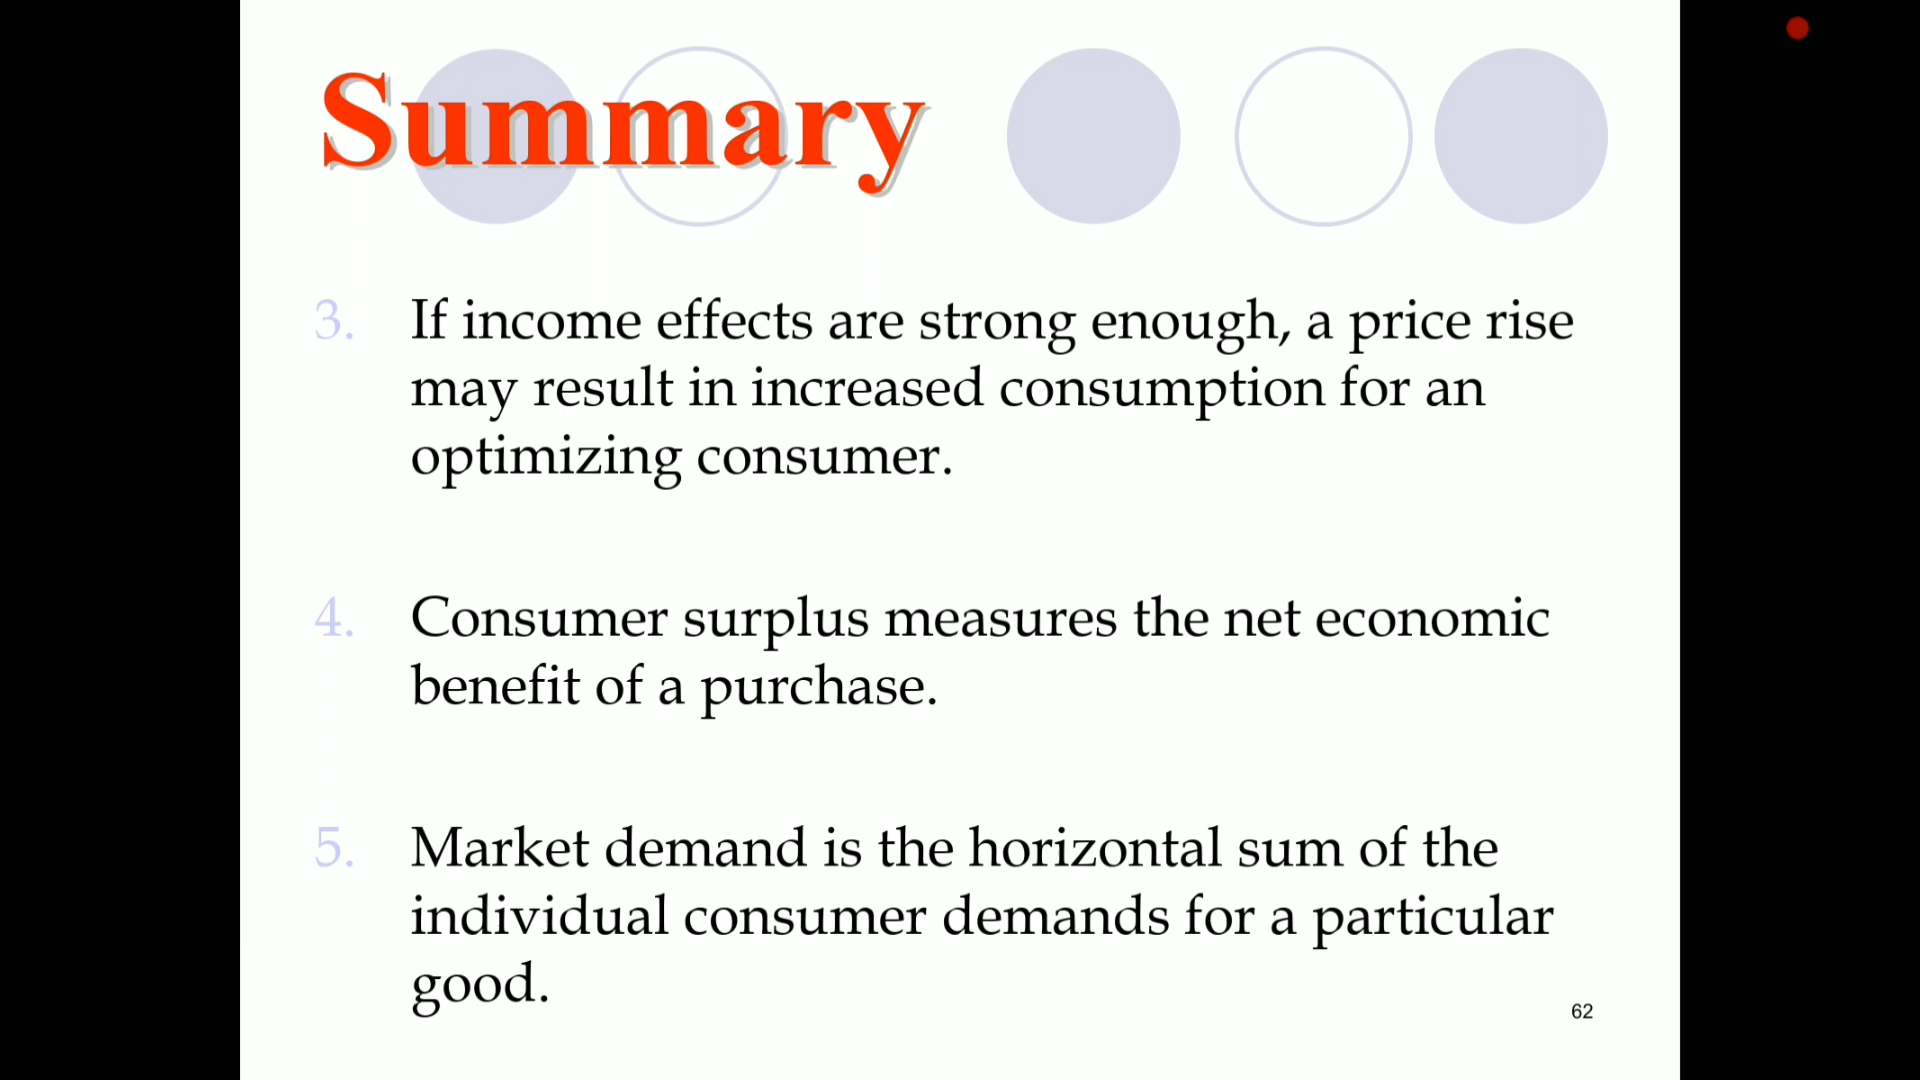 Summary
3. If income effects are strong enough, a price rise
may result in increased consumption for an
optimizing consumer.
4. Consumer surplus measures the net economic
benefit of a purchase.
5. Market demand is the horizontal sum of the
individual consumer demands for a particular
good.
62